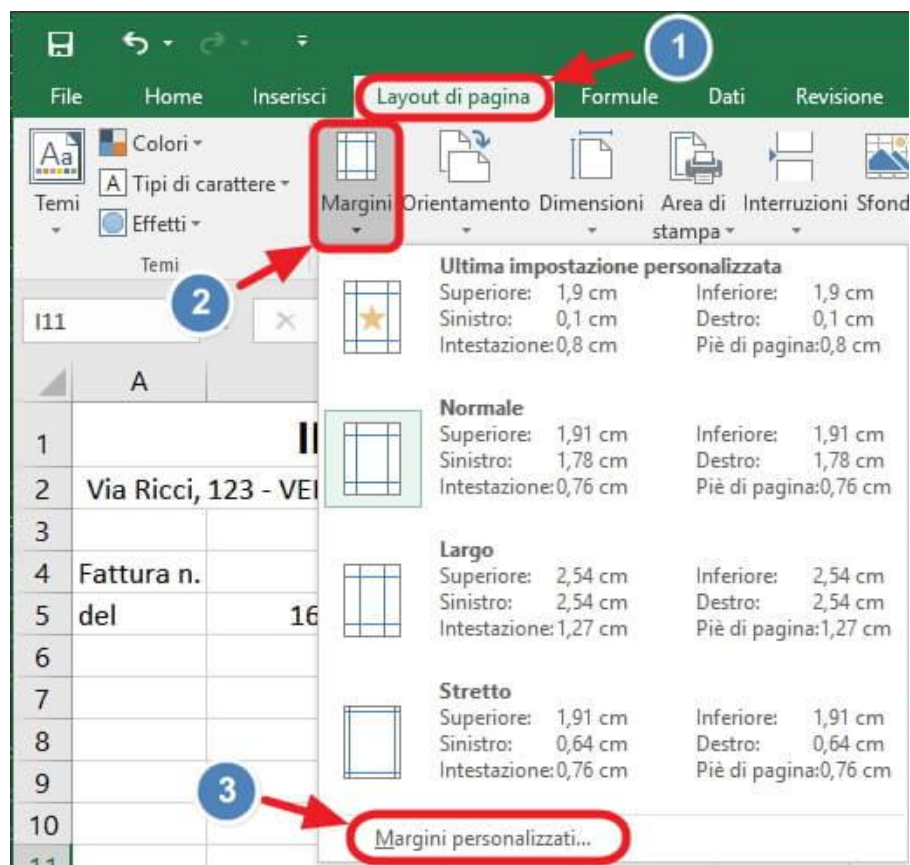 1
File Home Inserisci Layout di pagina Formule Dati Revisione
Aa Colori
A Tipi di carattere
Effetti
Temi Margini Orientamento Dimensioni Area di stampa Interruzioni Sfond
Temi
2
I11
Ultima impostazione personalizzata
Superiore: 1,9 cm Inferiore: 1,9 cm
Sinistro: 0,1 cm Destro: 0,1 cm
Intestazione:0,8 cm Piè di pagina:0,8 cm
Normale
Superiore: 1,91 cm Inferiore: 1,91 cm
Sinistro: 1,78 cm Destro: 1,78 cm
Intestazione:0,76 cm Piè di pagina:0,76 cm
Largo
Superiore: 2,54 cm Inferiore: 2,54 cm
Sinistro: 2,54 cm Destro: 2,54 cm
Intestazione:1,27 cm Piè di pagina:1,27 cm
Stretto
Superiore: 1,91 cm Inferiore: 1,91 cm
Sinistro: 0,64 cm Destro: 0,64 cm
Intestazione:0,76 cm Piè di pagina:0,76 cm
3
Margini personalizzati...
A
1
2 Via Ricci, 123 - VE
3
4 Fattura n.
5 del 16
6
7
8
9
10
11